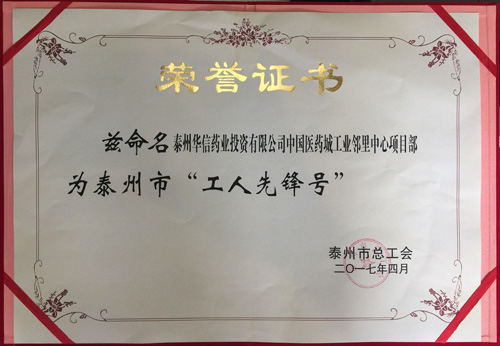 荣誉证书
兹命名泰州华信药业投资有限公司中国医药城工业邻里中心项目部
为泰州市“工人先锋号”
泰州市总工会
二〇一七年四月